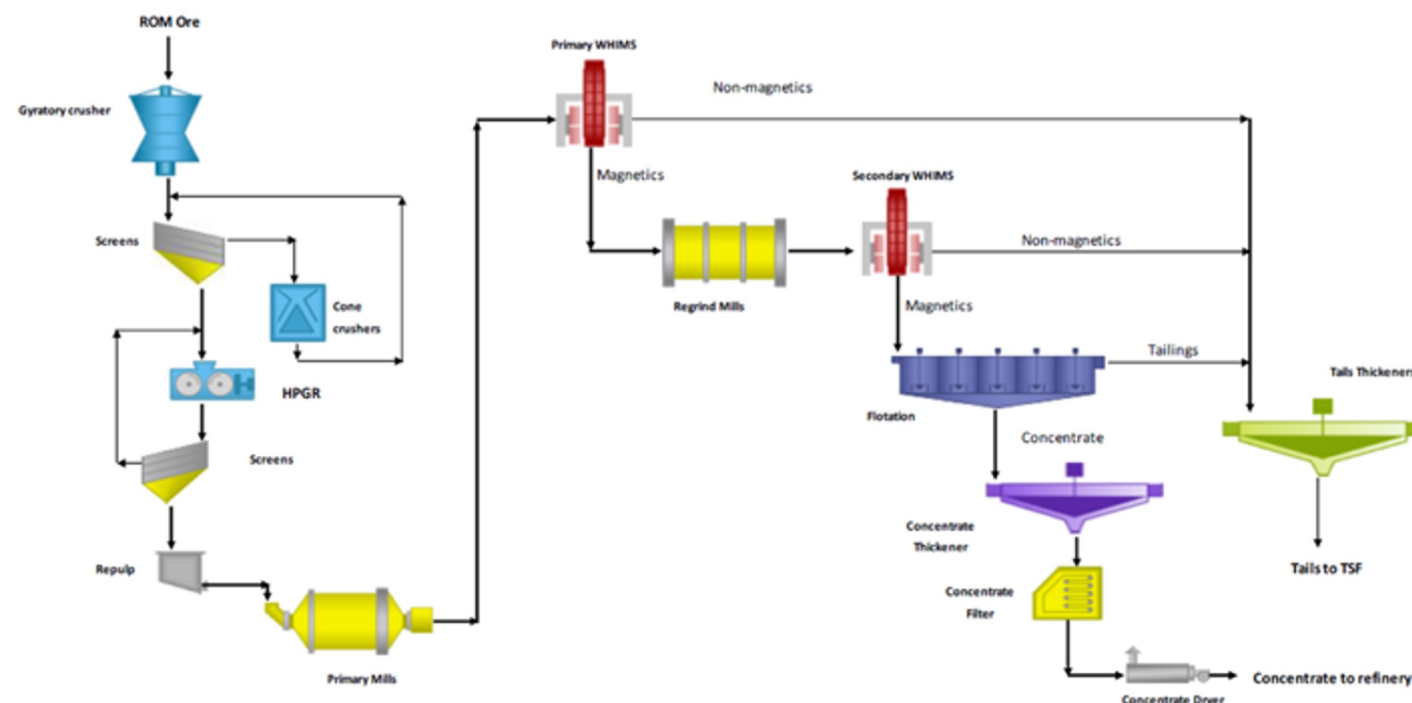 ROM Ore
Gyratory crusher
Screens
Cone
crushers
HPGR
Screens
Repulp
Primary Mills
Primary WHIMS
Non-magnetics
Magnetics
Regrind Mills
Secondary WHIMS
Non-magnetics
Magnetics
Flotation
Tailings
Tails Thickeners
Tails to TSF
Concentrate
Concentrate
Thickener
Concentrate
Filter
Concentrate Dryer
Concentrate to refinery